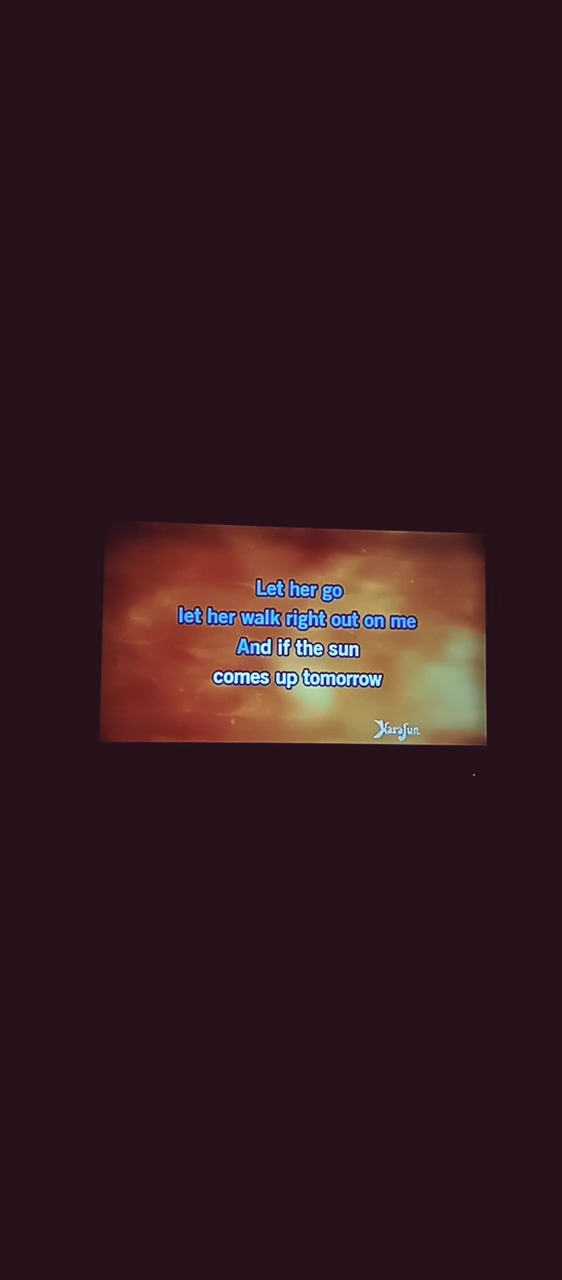 Let her go
let her walk right out on me
And if the sun
comes up tomorrow
KaraFun